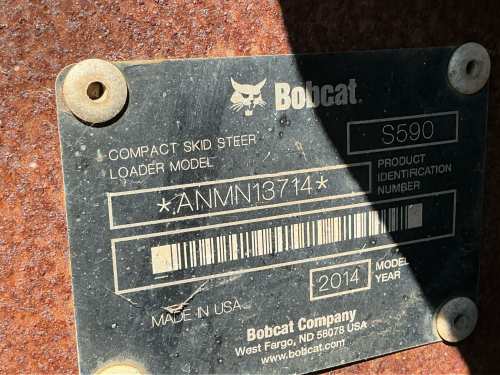 Bobcat
COMPACT SKID STEER
LOADER MODEL
S590
*ANMN13714*
PRODUCT
IDENTIFICATION
NUMBER
2014
MODEL
YEAR
MADE IN USA
Bobcat Company
West Fargo, ND 58078 USA
www.bobcat.com